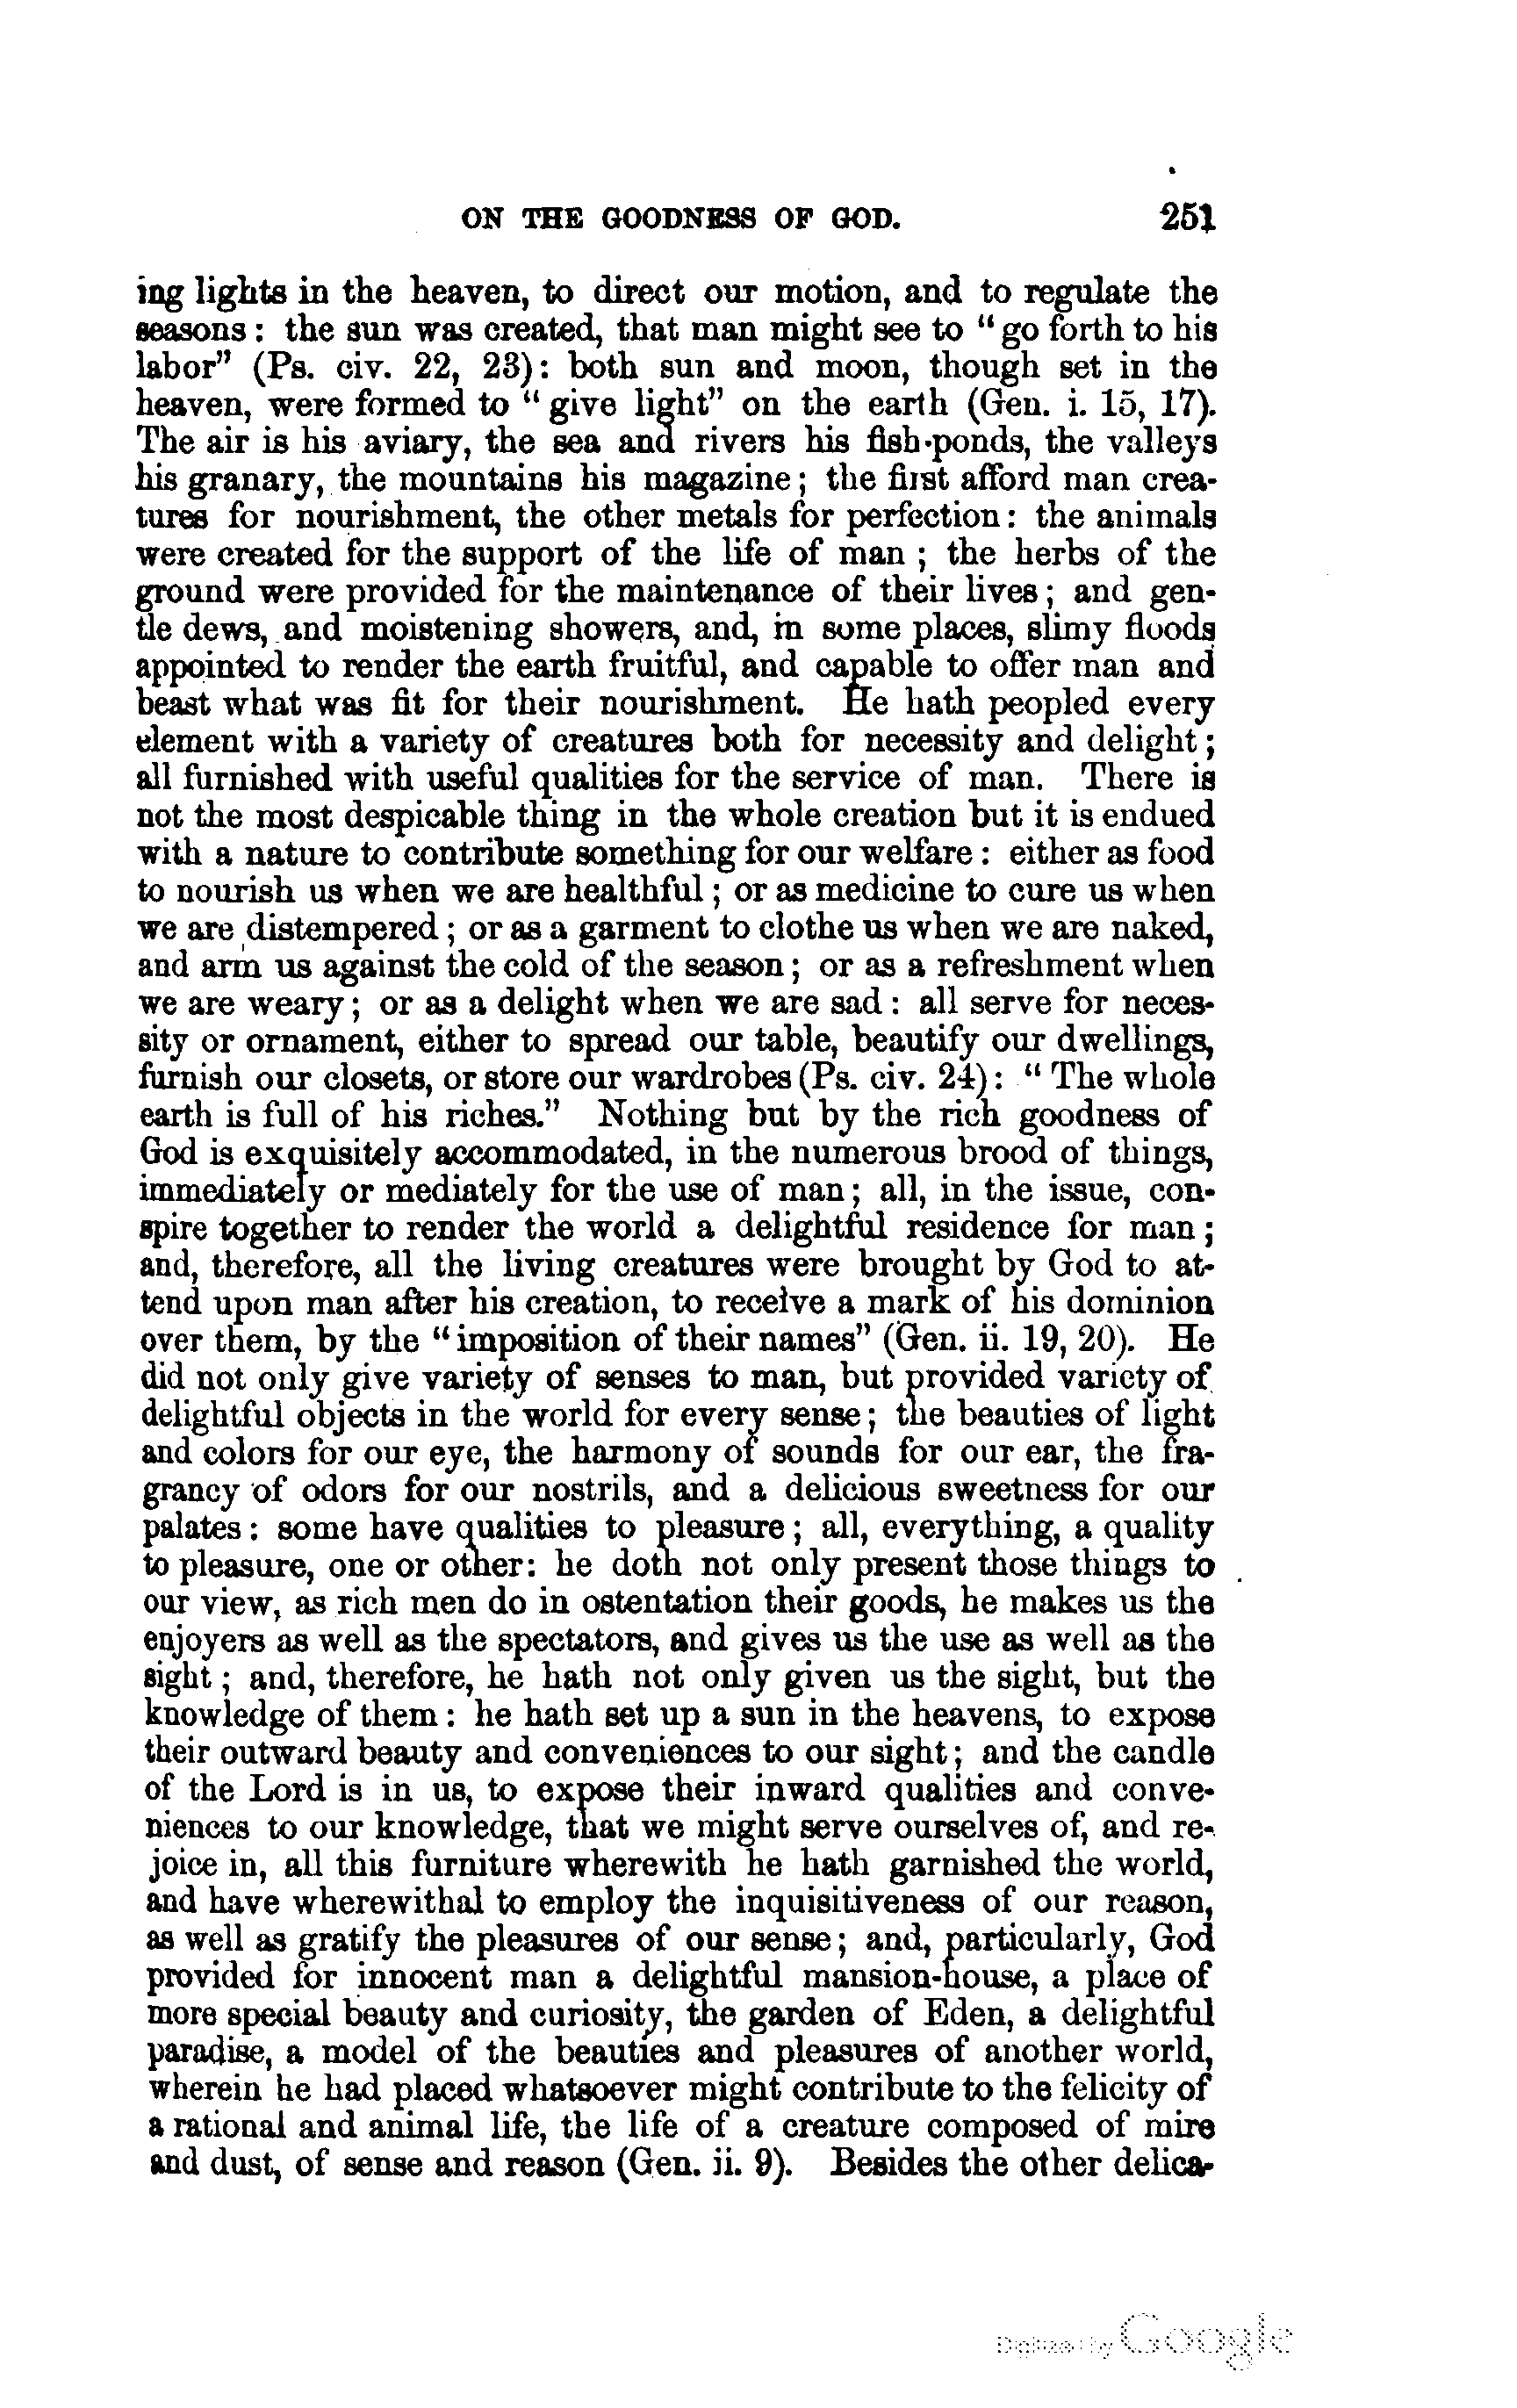 ON THE GOODNESS OF GOD. 251
ing lights in the heaven, to direct our motion, and to regulate the
seasons: the sun was created, that man might see to “go forth to his
labor” (Ps. civ. 22, 23): both sun and moon, though set in the
heaven, were formed to “give light” on the earth (Gen. i. 15, 17).
The air is his aviary, the sea and rivers his fish-ponds, the valleys
his granary, the mountains his magazine; the first afford man crea-
tures for nourishment, the other metals for perfection: the animals
were created for the support of the life of man; the herbs of the
ground were provided for the maintenance of their lives; and gen-
tle dews, and moistening showers, and, in some places, slimy floods
appointed to render the earth fruitful, and capable to offer man and
beast what was fit for their nourishment. He hath peopled every
element with a variety of creatures both for necessity and delight;
all furnished with useful qualities for the service of man. There is
not the most despicable thing in the whole creation but it is endued
with a nature to contribute something for our welfare: either as food
to nourish us when we are healthful; or as medicine to cure us when
we are distempered; or as a garment to clothe us when we are naked,
and arm us against the cold of the season; or as a refreshment when
we are weary; or as a delight when we are sad: all serve for neces-
sity or ornament, either to spread our table, beautify our dwellings,
furnish our closets, or store our wardrobes (Ps. civ. 24): “The whole
earth is full of his riches.” Nothing but by the rich goodness of
God is exquisitely accommodated, in the numerous brood of things,
immediately or mediately for the use of man; all, in the issue, con-
spire together to render the world a delightful residence for man;
and, therefore, all the living creatures were brought by God to at-
tend upon man after his creation, to receive a mark of his dominion
over them, by the “imposition of their names” (Gen. ii. 19, 20). He
did not only give variety of senses to man, but provided variety of
delightful objects in the world for every sense; the beauties of light
and colors for our eye, the harmony of sounds for our ear, the fra-
grancy of odors for our nostrils, and a delicious sweetness for our
palates: some have qualities to pleasure; all, everything, a quality
to pleasure, one or other: he doth not only present those things to
our view, as rich men do in ostentation their goods, he makes us the
enjoyers as well as the spectators, and gives us the use as well as the
sight; and, therefore, he hath not only given us the sight, but the
knowledge of them: he hath set up a sun in the heavens, to expose
their outward beauty and conveniences to our sight; and the candle
of the Lord is in us, to expose their inward qualities and conve-
niences to our knowledge, that we might serve ourselves of, and re-
joice in, all this furniture wherewith he hath garnished the world,
and have wherewithal to employ the inquisitiveness of our reason,
as well as gratify the pleasures of our sense; and, particularly, God
provided for innocent man a delightful mansion-house, a place of
more special beauty and curiosity, the garden of Eden, a delightful
paradise, a model of the beauties and pleasures of another world,
wherein he had placed whatsoever might contribute to the felicity of
a rational and animal life, the life of a creature composed of mire
and dust, of sense and reason (Gen. ii. 9). Besides the other delica-
Digitized by Google